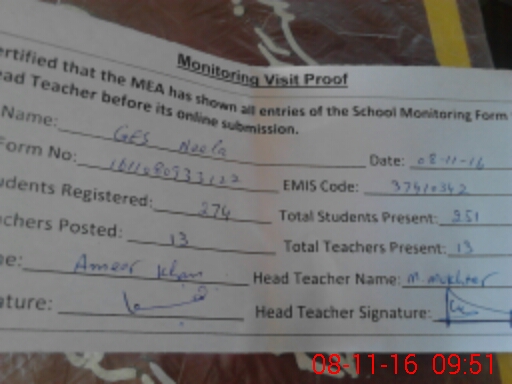 Monitoring Visit Proof
ertified that the MEA has shown all entries of the School Monitoring Form
ead Teacher before its online submission.
Name: GES
Date: 08-11-16
Form No:
EMIS Code: 37410342
udents Registered: 274
Total Students Present: 251
achers Posted: 13
Total Teachers Present: 13
me: Ameer Khan
Head Teacher Name: M. Mukhtar
ature:
Head Teacher Signature:
08-11-16 09:51